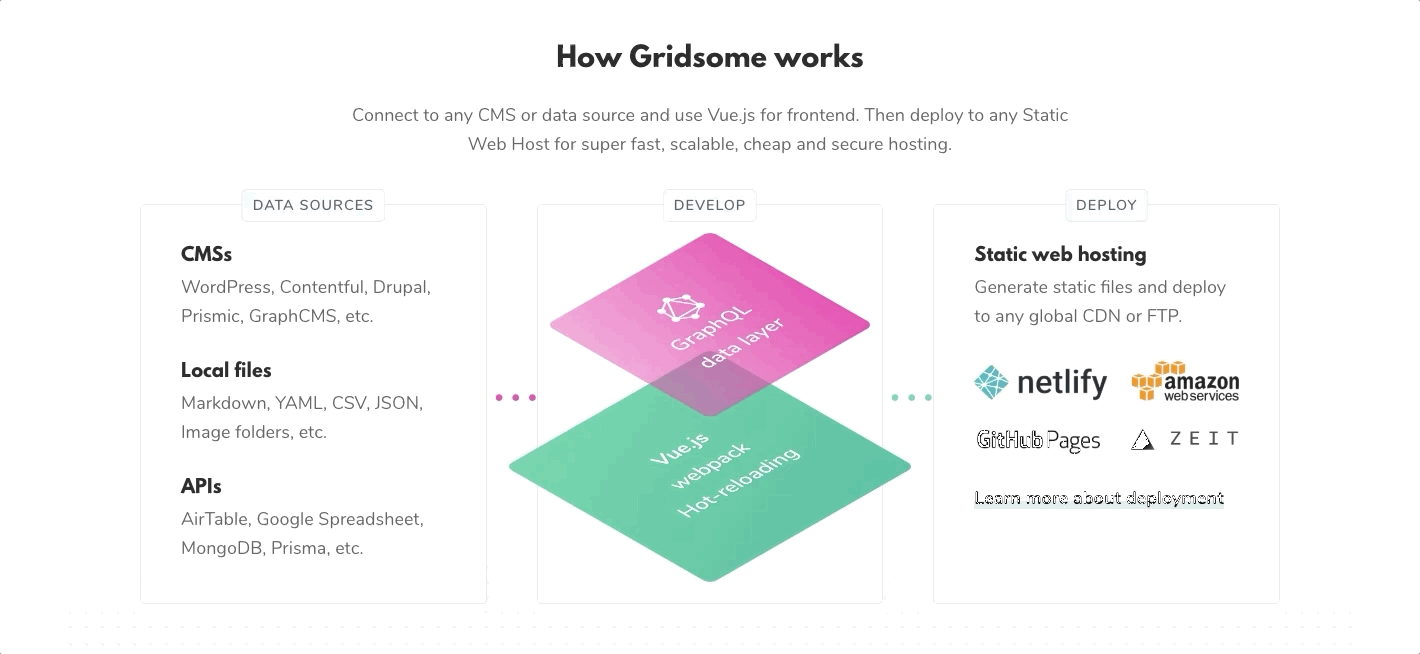 How Gridsome works
Connect to any CMS or data source and use Vue.js for frontend. Then deploy to any Static
Web Host for super fast, scalable, cheap and secure hosting.
DATA SOURCES
CMSs
WordPress, Contentful, Drupal,
Prismic, GraphCMS, etc.
Local files
Markdown, YAML, CSV, JSON,
Image folders, etc.
APIs
AirTable, Google Spreadsheet,
MongoDB, Prisma, etc.
DEVELOP
GraphQL
data layer
Vue.js
webpack
Hot-reloading
DEPLOY
Static web hosting
Generate static files and deploy
to any global CDN or FTP.
netlify
amazon
webservices
GitHub Pages
ZEIT
Learn more about deployment